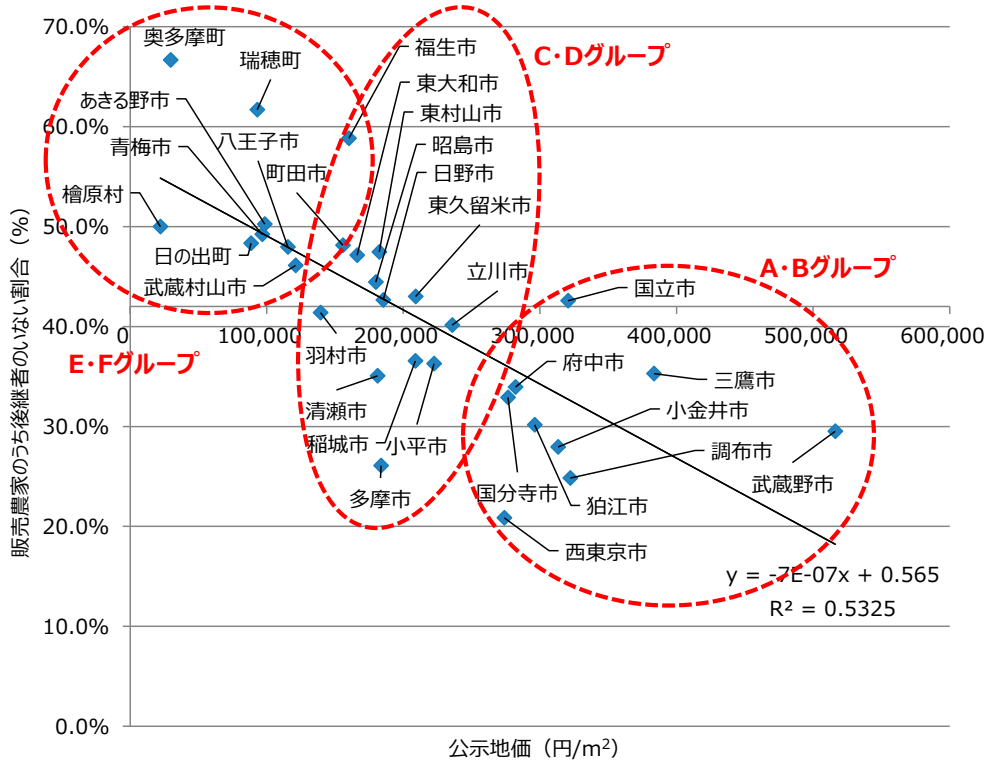 70.0%
60.0%
50.0%
40.0%
30.0%
20.0%
10.0%
0.0%
販売農家のうち後継者のいない割合（%）
0
100,000
200,000
300,000
400,000
500,000
600,000
公示地価（円/m²）
C・Dグループ
A・Bグループ
E・Fグループ
奥多摩町
瑞穂町
福生市
東大和市
あきる野市
東村山市
八王子市
昭島市
青梅市
町田市
日野市
檜原村
東久留米市
日の出町
立川市
武蔵村山市
国立市
羽村市
府中市
三鷹市
清瀬市
小金井市
稲城市
小平市
調布市
多摩市
国分寺市
狛江市
武蔵野市
西東京市
y = -7E-07x + 0.565
R² = 0.5325